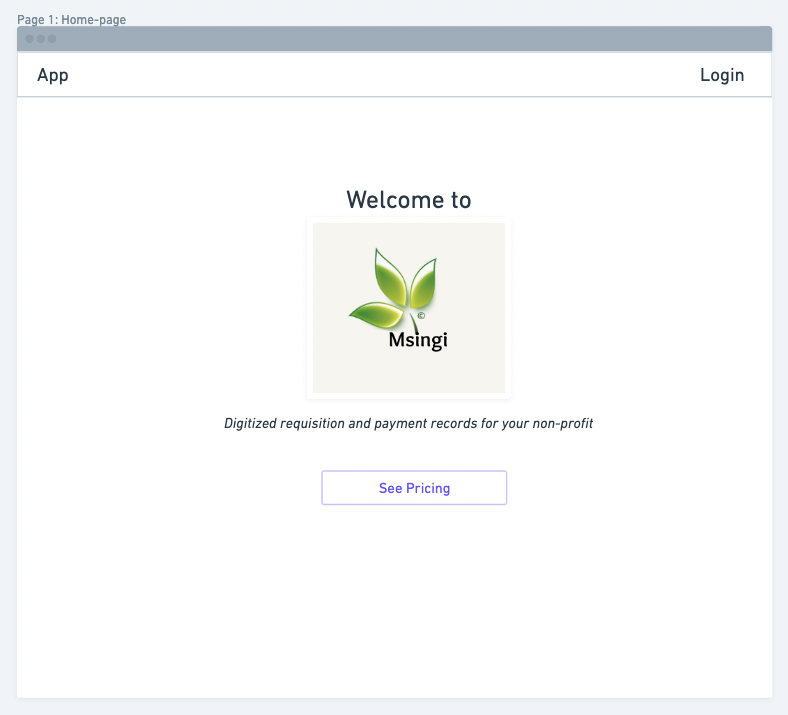 Page 1: Home-page
App
Login
Welcome to
©
Msingi
Digitized requisition and payment records for your non-profit
See Pricing